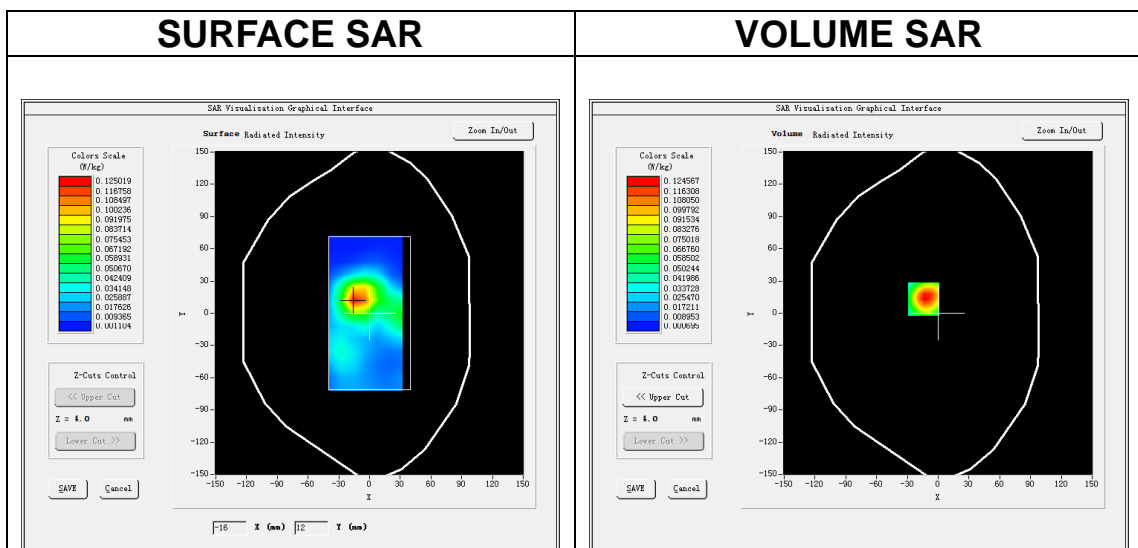 SURFACE SAR
VOLUME SAR
SAR Visualisation Graphical Interface
Surface Radiated Intensity
Zoom In/Out
Colors Scale
(W/kg)
0.125019
0.116758
0.108497
0.100236
0.091975
0.083714
0.075453
0.067192
0.058931
0.050670
0.042409
0.034148
0.025887
0.017626
0.009365
0.001104
150
120
90
60
30
0
-30
-60
-90
-120
-150
Y
-150 -120 -90 -60 -30 0 30 60 90 120 150
X
Z-Cuts Control
<< Upper Cut
Z = 4.0 mm
Lower Cut >>
SAVE Cancel
-16 X (mm) 12 Y (mm)
SAR Visualisation Graphical Interface
Volume Radiated Intensity
Zoom In/Out
Colors Scale
(W/kg)
0.124567
0.116308
0.108050
0.099792
0.091534
0.083276
0.075018
0.066760
0.058502
0.050244
0.041986
0.033728
0.025470
0.017211
0.008953
0.000695
150
120
90
60
30
0
-30
-60
-90
-120
-150
Y
-150 -120 -90 -60 -30 0 30 60 90 120 150
X
Z-Cuts Control
<< Upper Cut
Z = 4.0 mm
Lower Cut >>
SAVE Cancel